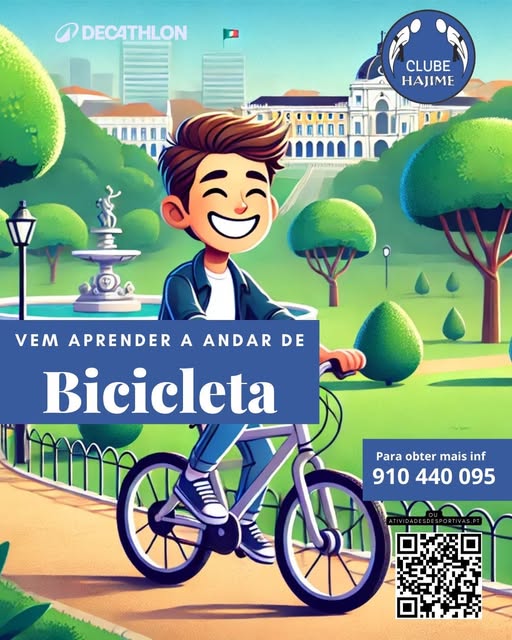 DECATHLON
CLUBE
HAJIME
VEM APRENDER A ANDAR DE
Bicicleta
Para obter mais inf
910 440 095
OU
ATIVIDADESDESPORTIVAS.PT